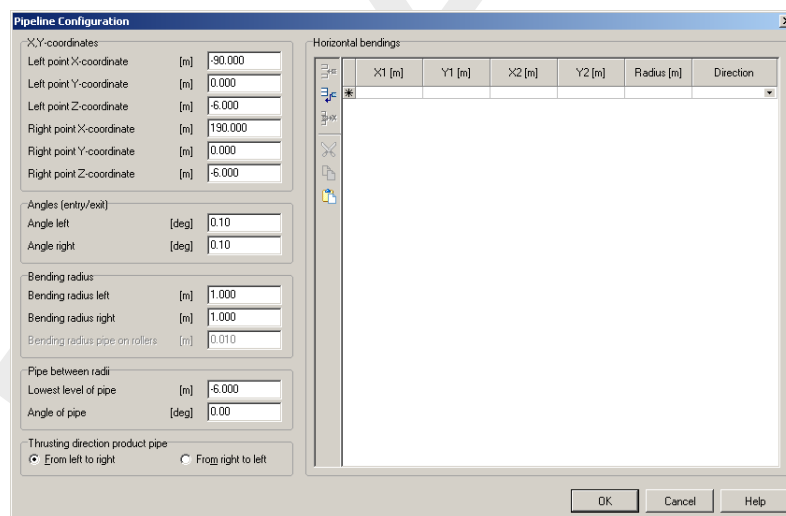 Pipeline Configuration
X,Y-coordinates
Left point X-coordinate [m] -90.000
Left point Y-coordinate [m] 0.000
Left point Z-coordinate [m] -6.000
Right point X-coordinate [m] 190.000
Right point Y-coordinate [m] 0.000
Right point Z-coordinate [m] -6.000
Angles (entry/exit)
Angle left [deg] 0.10
Angle right [deg] 0.10
Bending radius
Bending radius left [m] 1.000
Bending radius right [m] 1.000
Bending radius pipe on rollers [m] 0.010
Pipe between radii
Lowest level of pipe [m] -6.000
Angle of pipe [deg] 0.00
Thrusting direction product pipe
From left to right From right to left
Horizontal bendings
X1 [m] Y1 [m] X2 [m] Y2 [m] Radius [m] Direction
OK Cancel Help